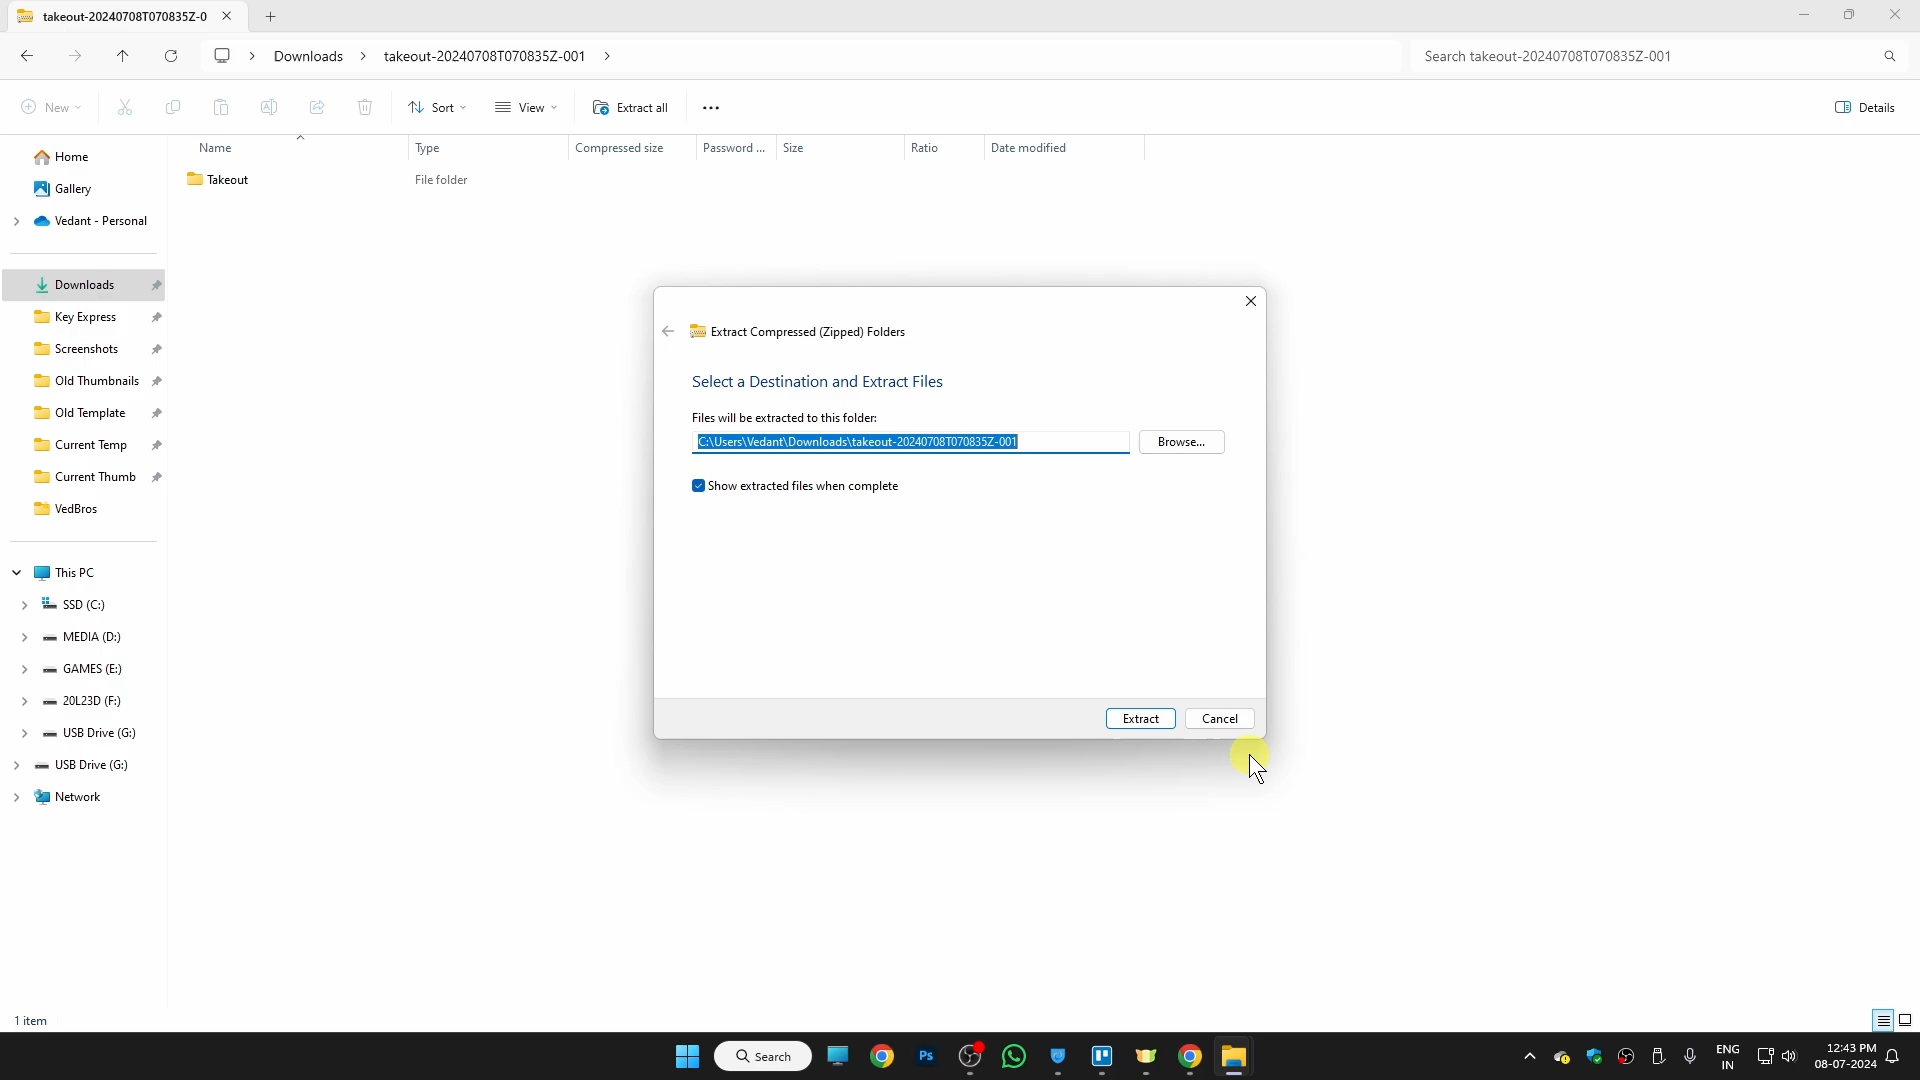 takeout-20240708T070835Z-0
Downloads
takeout-20240708T070835Z-001
Search takeout-20240708T070835Z-001
New
Sort
View
Extract all
Details
Name
Type
Compressed size
Password ...
Size
Ratio
Date modified
Takeout
File folder
Home
Gallery
Vedant - Personal
Downloads
Key Express
Screenshots
Old Thumbnails
Old Template
Current Temp
Current Thumb
VedBros
This PC
SSD (C:)
MEDIA (D:)
GAMES (E:)
20L23D (F:)
USB Drive (G:)
USB Drive (G:)
Network
Extract Compressed (Zipped) Folders
Select a Destination and Extract Files
Files will be extracted to this folder:
C:\Users\Vedant\Downloads\takeout-20240708T070835Z-001
Browse...
Show extracted files when complete
Extract
Cancel
1 item
Search
Ps
ENG
IN
12:43 PM
08-07-2024